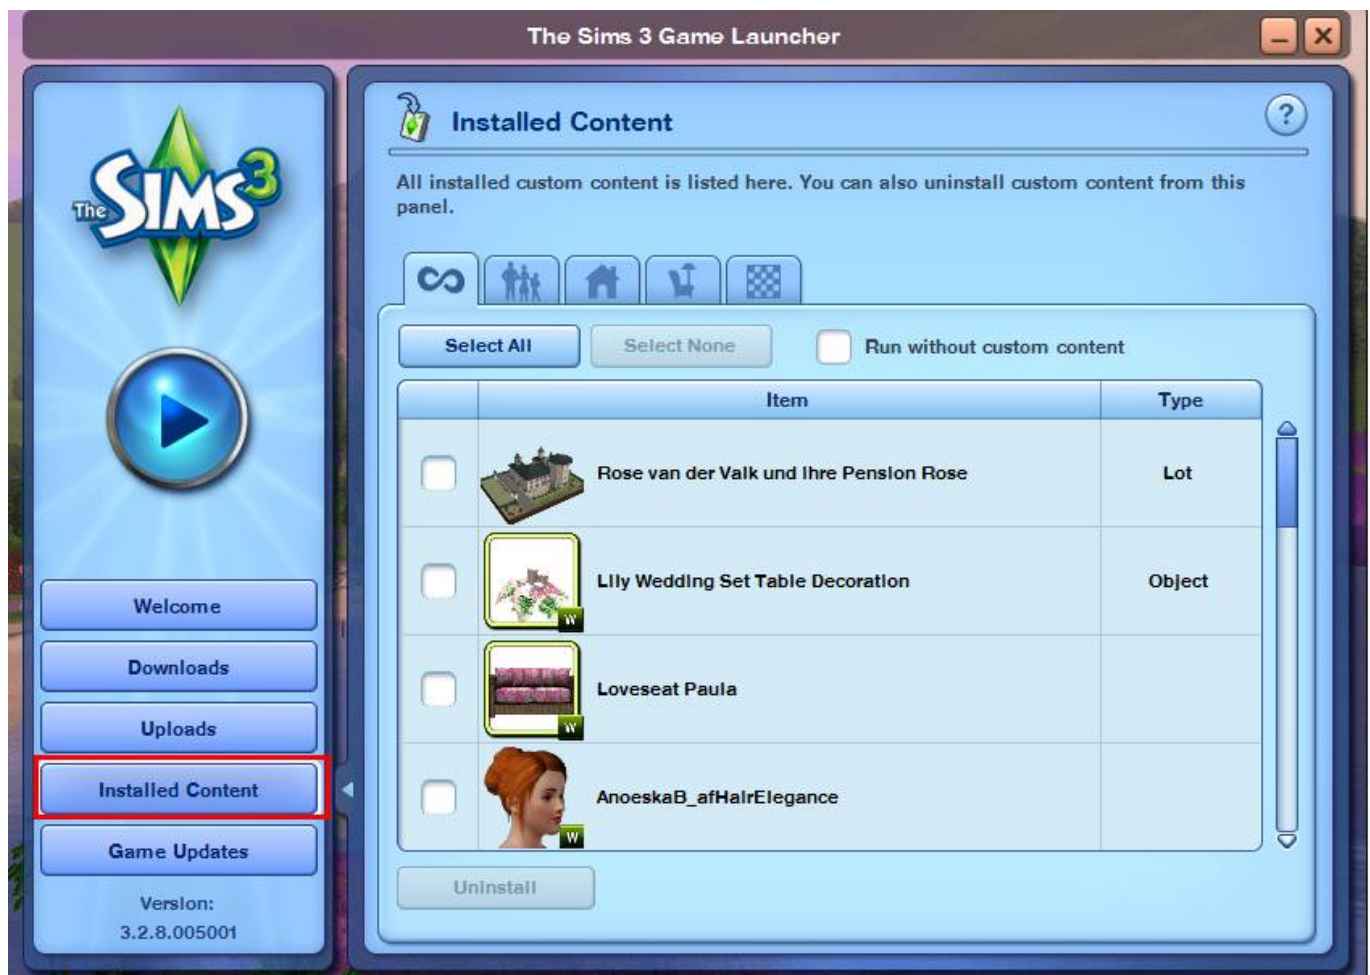 The Sims 3 Game Launcher
The SIMS 3
Welcome
Downloads
Uploads
Installed Content
Game Updates
Version:
3.2.8.005001
Installed Content
?
All installed custom content is listed here. You can also uninstall custom content from this
panel.
Select All
Select None
Run without custom content
Item
Type
Rose van der Valk und Ihre Pension Rose
Lot
Lily Wedding Set Table Decoration
Object
W
Loveseat Paula
W
AnoeskaB_afHairElegance
W
Uninstall